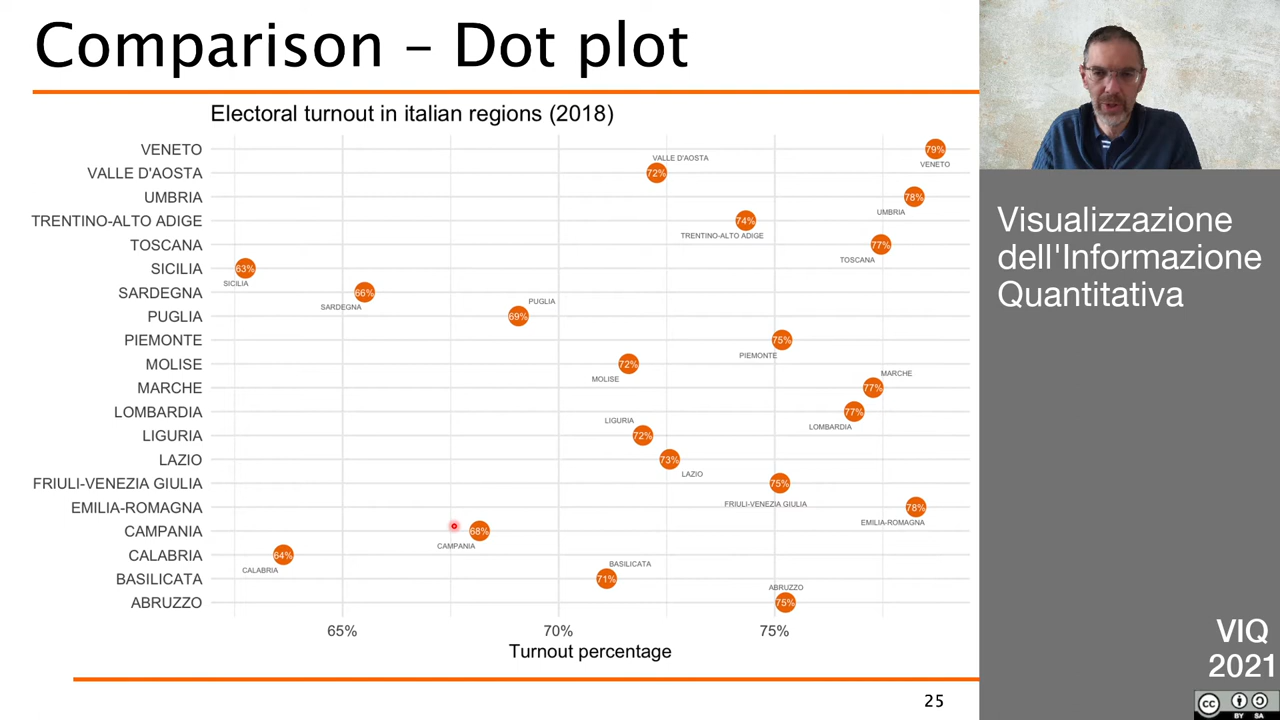 Comparison – Dot plot
Electoral turnout in italian regions (2018)
VENETO 79%
VENETO
VALLE D'AOSTA
VALLE D'AOSTA 72%
UMBRIA 78%
UMBRIA
TRENTINO-ALTO ADIGE 74%
TRENTINO-ALTO ADIGE
TOSCANA 77%
TOSCANA
SICILIA 63%
SICILIA
SARDEGNA 66%
SARDEGNA
PUGLIA
PUGLIA 69%
PIEMONTE 75%
PIEMONTE
MOLISE 72%
MOLISE
MARCHE
MARCHE 77%
LOMBARDIA 77%
LOMBARDIA
LIGURIA
LIGURIA 72%
LAZIO 73%
LAZIO
FRIULI-VENEZIA GIULIA 75%
FRIULI-VENEZIA GIULIA
EMILIA-ROMAGNA 78%
EMILIA-ROMAGNA
CAMPANIA 68%
CAMPANIA
CALABRIA 64%
CALABRIA
BASILICATA
BASILICATA 71%
ABRUZZO
ABRUZZO 75%
65% 70% 75%
Turnout percentage
25
Visualizzazione
dell'Informazione
Quantitativa
VIQ
2021
cc BY SA